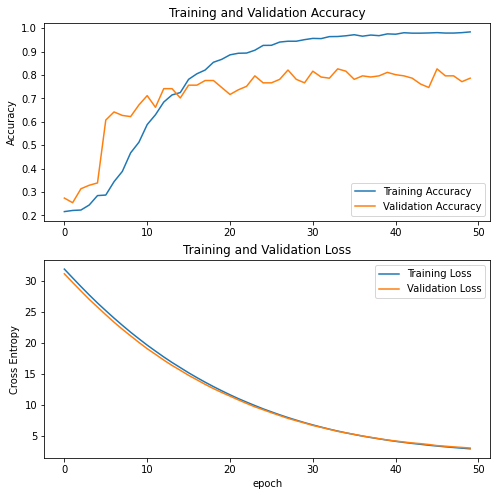 Training and Validation Accuracy
1.0
0.9
0.8
0.7
0.6
0.5
0.4
0.3
0.2
Accuracy
Training Accuracy
Validation Accuracy
0 10 20 30 40 50
Training and Validation Loss
30
25
20
15
10
5
Cross Entropy
Training Loss
Validation Loss
0 10 20 30 40 50
epoch